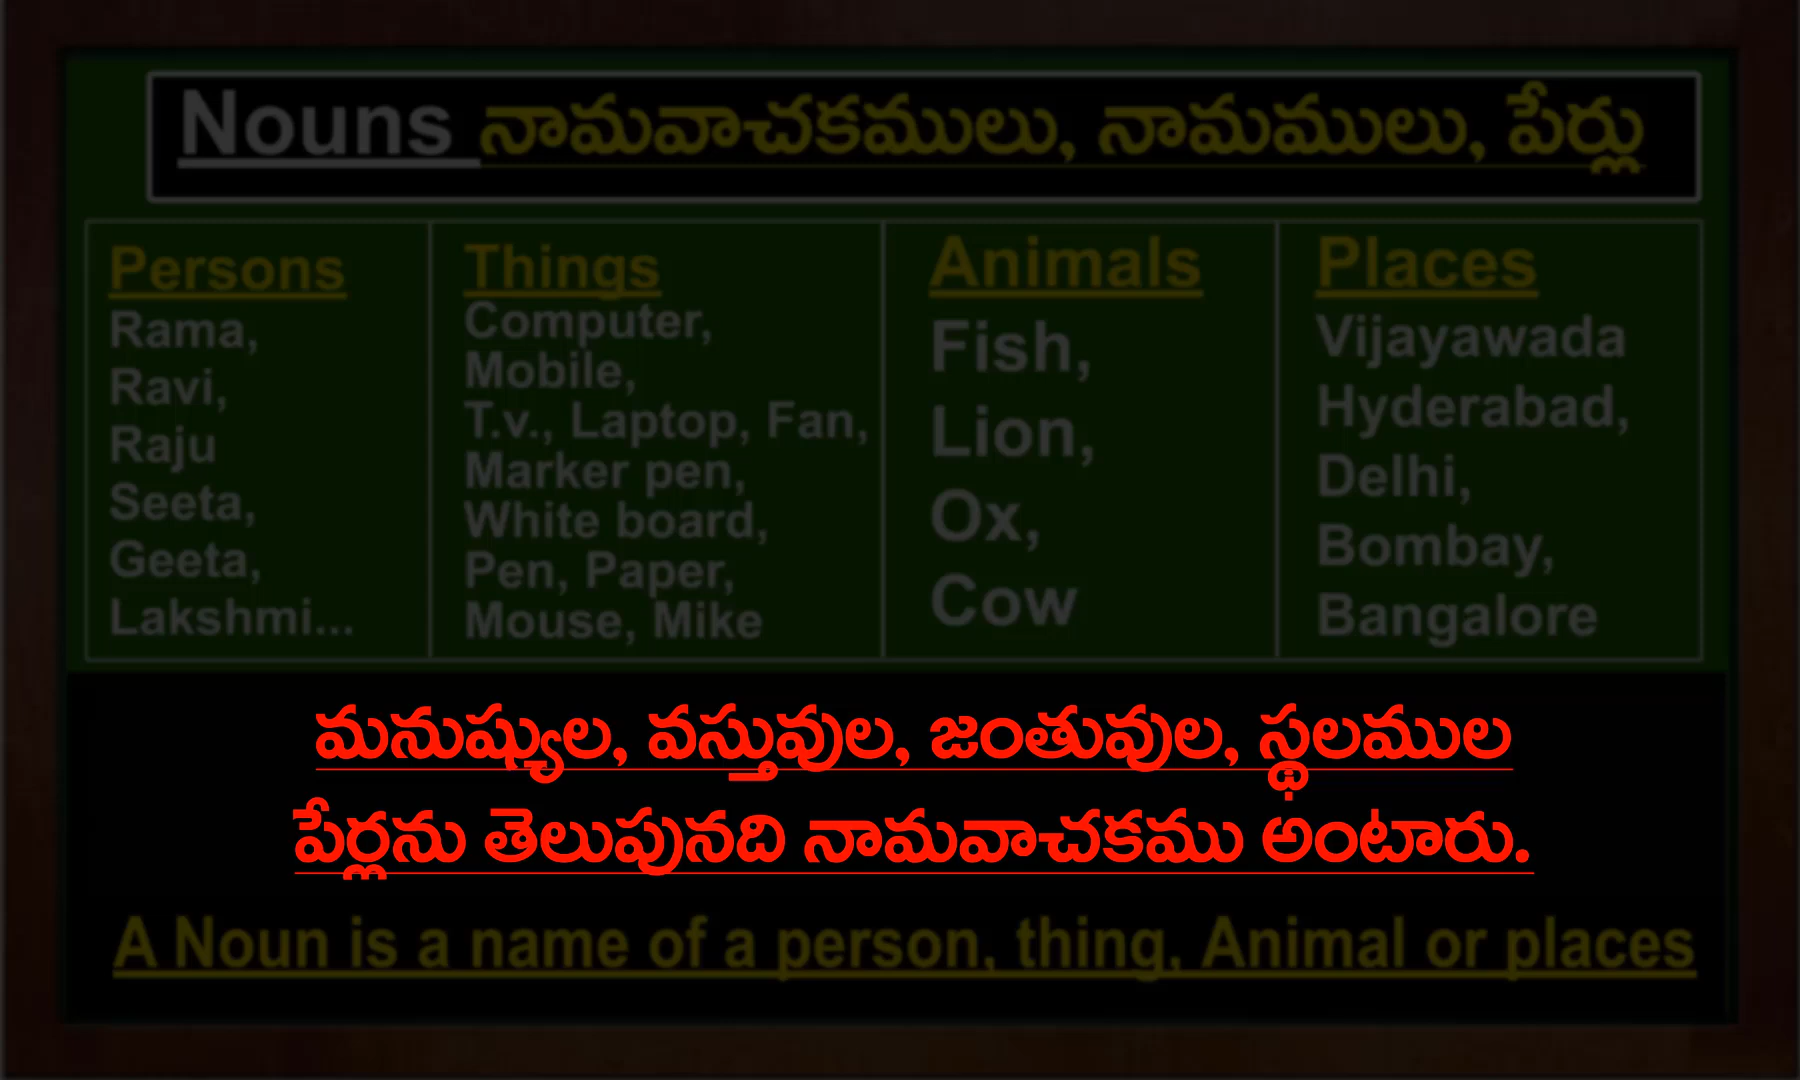 Nouns నామవాచకములు, నామములు, పేర్లు
Persons
Rama,
Ravi,
Raju
Seeta,
Geeta,
Lakshmi...
Things
Computer,
Mobile,
T.v., Laptop, Fan,
Marker pen,
White board,
Pen, Paper,
Mouse, Mike
Animals
Fish,
Lion,
Ox,
Cow
Places
Vijayawada
Hyderabad,
Delhi,
Bombay,
Bangalore
మనుష్యుల, వస్తువుల, జంతువుల, స్థలముల
పేర్లను తెలుపునది నామవాచకము అంటారు.
A Noun is a name of a person, thing, Animal or places